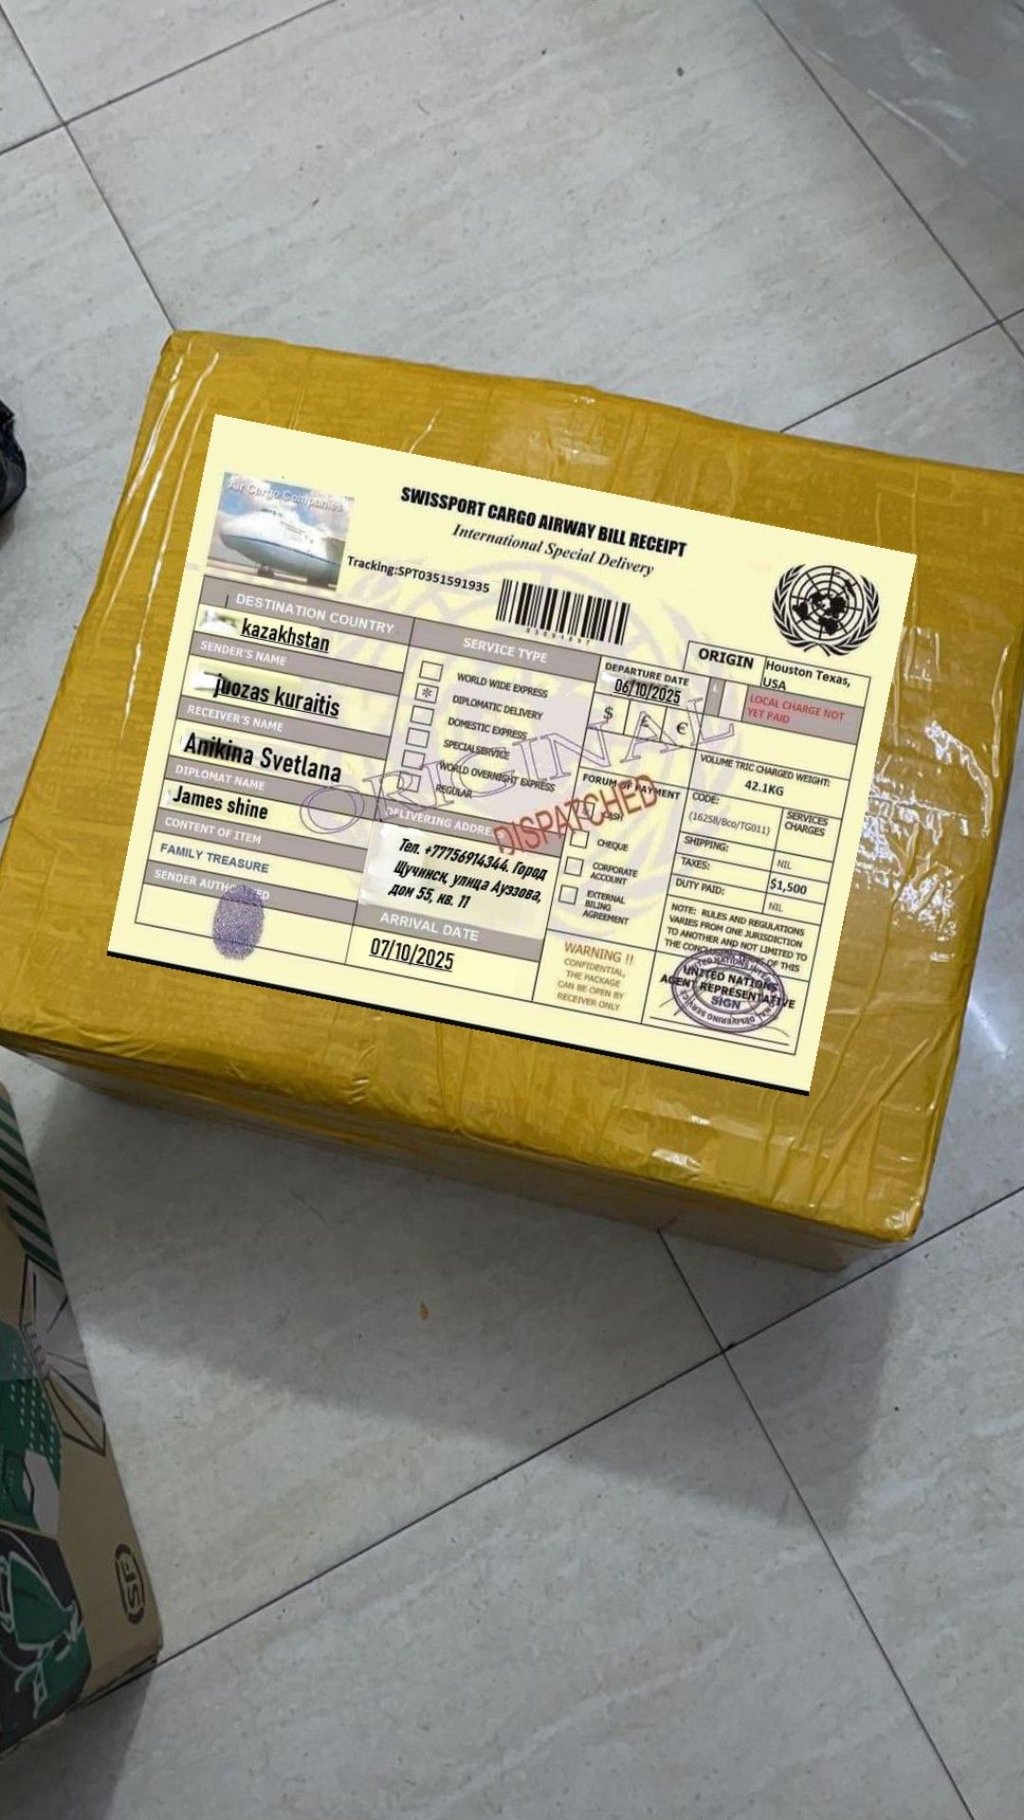 Air Cargo Companies
SWISSPORT CARGO AIRWAY BILL RECEIPT
International Special Delivery
Tracking:SPT0351591935
DESTINATION COUNTRY
kazakhstan
SENDER'S NAME
juozas kuraitis
RECEIVER'S NAME
Anikina Svetlana
DIPLOMAT NAME
James shine
CONTENT OF ITEM
FAMILY TREASURE
SENDER AUTHORIZED
SERVICE TYPE
WORLD WIDE EXPRESS
* DIPLOMATIC DELIVERY
DOMESTIC EXPRESS
SPECIALSERVICE
WORLD OVERNIGHT EXPRESS
REGULAR
DELIVERING ADDRESS
Тел. +77756914344. Город
Щучинск, улица Ауэзова,
дом 55, кв. 11
ARRIVAL DATE
07/10/2025
DEPARTURE DATE
06/10/2025
$ €
ORIGINAL
FORUM OF PAYMENT
DISPATCHED
CASH
CHEQUE
CORPORATE
ACCOUNT
EXTERNAL
BILING
AGREEMENT
WARNING !!
CONFIDENTIAL,
THE PACKAGE
CAN BE OPEN BY
RECEIVER ONLY
ORIGIN
Houston Texas,
USA
LOCAL CHARGE NOT
YET PAID
VOLUME TRIC CHARGED WEIGHT:
42.1KG
CODE:
(16258/Bco/TG011)
SERVICES
CHARGES
SHIPPING:
NIL
TAXES:
$1,500
DUTY PAID:
NIL
NOTE: RULES AND REGULATIONS
VARIES FROM ONE JURISDICTION
TO ANOTHER AND NOT LIMITED TO
THE OF THIS
UNITED NATIONS
AGENT REPRESENTATIVE
SIGN